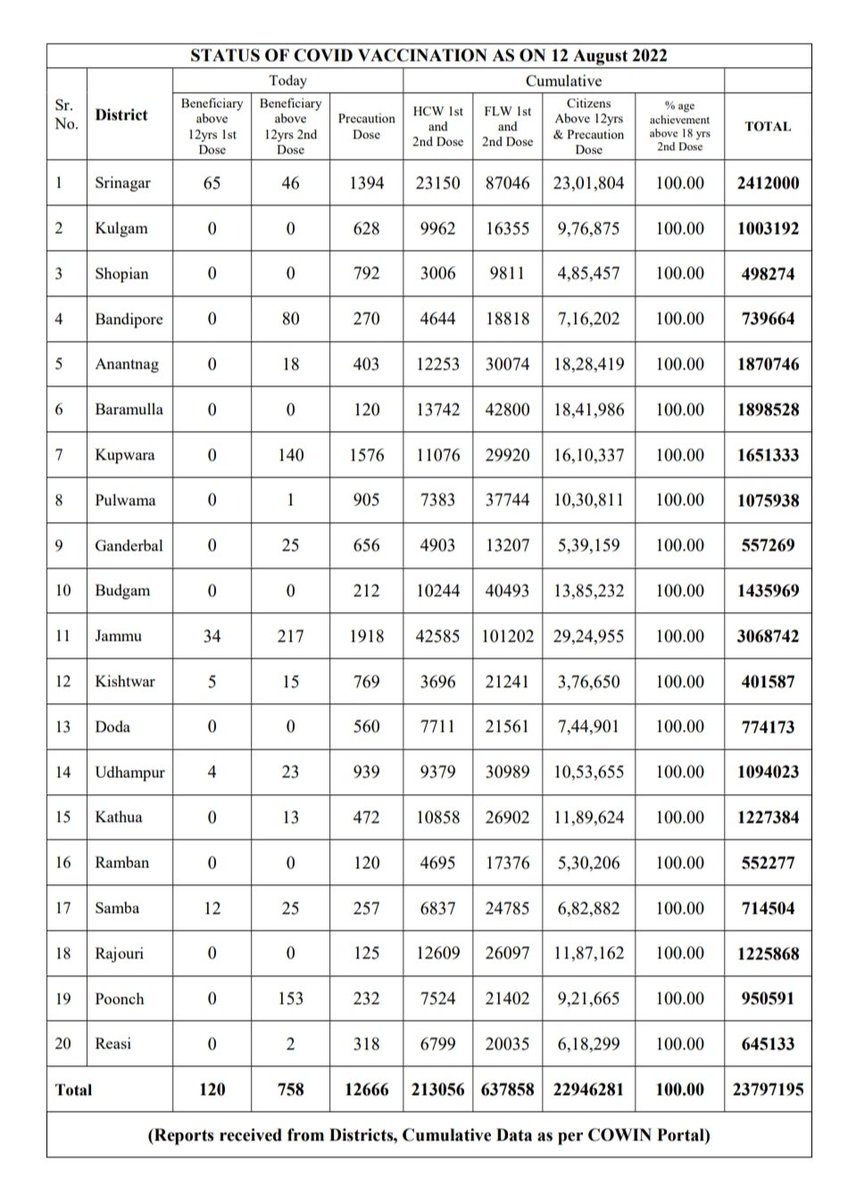 STATUS OF COVID VACCINATION AS ON 12 August 2022
Sr. No. District Today Cumulative TOTAL
Beneficiary above 12yrs 1st Dose Beneficiary above 12yrs 2nd Dose Precaution Dose HCW 1st and 2nd Dose FLW 1st and 2nd Dose Citizens Above 12yrs & Precaution Dose % age achievement above 18 yrs 2nd Dose
1 Srinagar 65 46 1394 23150 87046 23,01,804 100.00 2412000
2 Kulgam 0 0 628 9962 16355 9,76,875 100.00 1003192
3 Shopian 0 0 792 3006 9811 4,85,457 100.00 498274
4 Bandipore 0 80 270 4644 18818 7,16,202 100.00 739664
5 Anantnag 0 18 403 12253 30074 18,28,419 100.00 1870746
6 Baramulla 0 0 120 13742 42800 18,41,986 100.00 1898528
7 Kupwara 0 140 1576 11076 29920 16,10,337 100.00 1651333
8 Pulwama 0 1 905 7383 37744 10,30,811 100.00 1075938
9 Ganderbal 0 25 656 4903 13207 5,39,159 100.00 557269
10 Budgam 0 0 212 10244 40493 13,85,232 100.00 1435969
11 Jammu 34 217 1918 42585 101202 29,24,955 100.00 3068742
12 Kishtwar 5 15 769 3696 21241 3,76,650 100.00 401587
13 Doda 0 0 560 7711 21561 7,44,901 100.00 774173
14 Udhampur 4 23 939 9379 30989 10,53,655 100.00 1094023
15 Kathua 0 13 472 10858 26902 11,89,624 100.00 1227384
16 Ramban 0 0 120 4695 17376 5,30,206 100.00 552277
17 Samba 12 25 257 6837 24785 6,82,882 100.00 714504
18 Rajouri 0 0 125 12609 26097 11,87,162 100.00 1225868
19 Poonch 0 153 232 7524 21402 9,21,665 100.00 950591
20 Reasi 0 2 318 6799 20035 6,18,299 100.00 645133
Total 120 758 12666 213056 637858 22946281 100.00 23797195
(Reports received from Districts, Cumulative Data as per COWIN Portal)